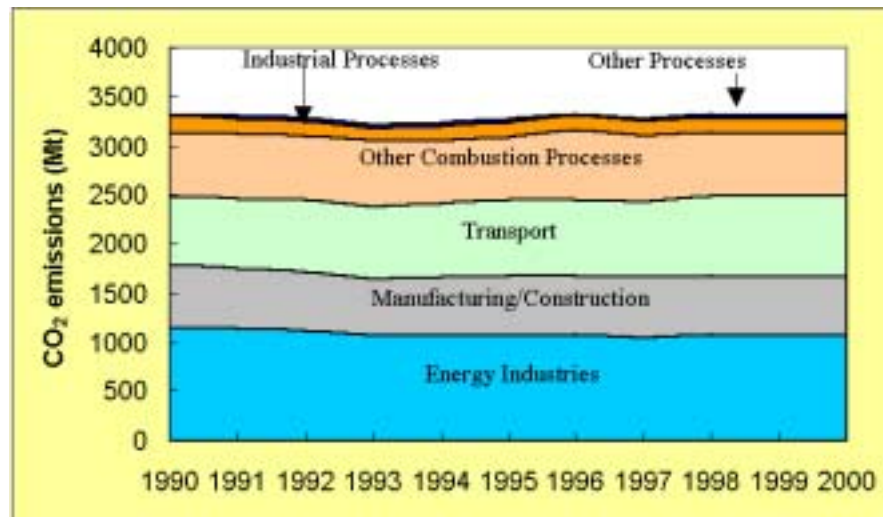 4000
Industrial Processes
Other Processes
3500
3000
Other Combustion Processes
2500
Transport
2000
1500
Manufacturing/Construction
1000
Energy Industries
500
0
CO₂ emissions (Mt)
1990 1991 1992 1993 1994 1995 1996 1997 1998 1999 2000